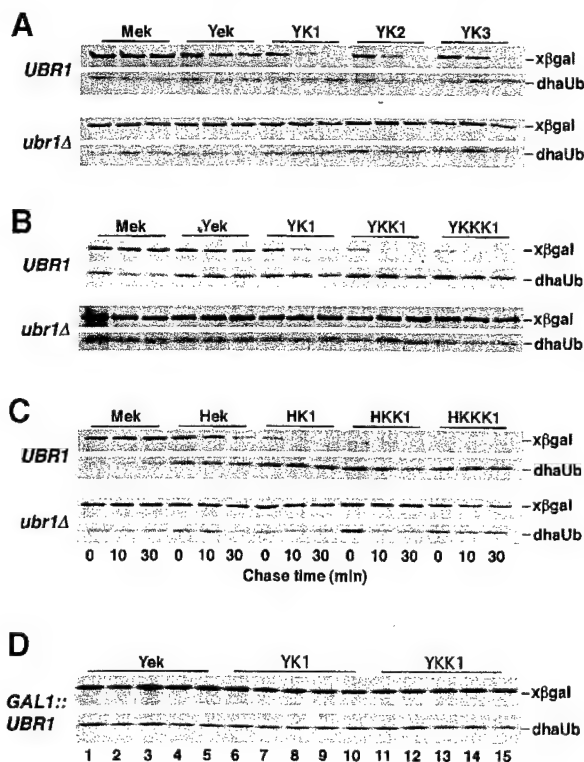 A
Mek Yek YK1 YK2 YK3
UBR1
xβgal
dhaUb
ubr1Δ
xβgal
dhaUb
B
Mek Yek YK1 YKK1 YKKK1
UBR1
xβgal
dhaUb
ubr1Δ
xβgal
dhaUb
C
Mek Hek HK1 HKK1 HKKK1
UBR1
xβgal
dhaUb
ubr1Δ
xβgal
dhaUb
0 10 30 0 10 30 0 10 30 0 10 30 0 10 30
Chase time (min)
D
Yek YK1 YKK1
GAL1::
UBR1
xβgal
dhaUb
1 2 3 4 5 6 7 8 9 10 11 12 13 14 15